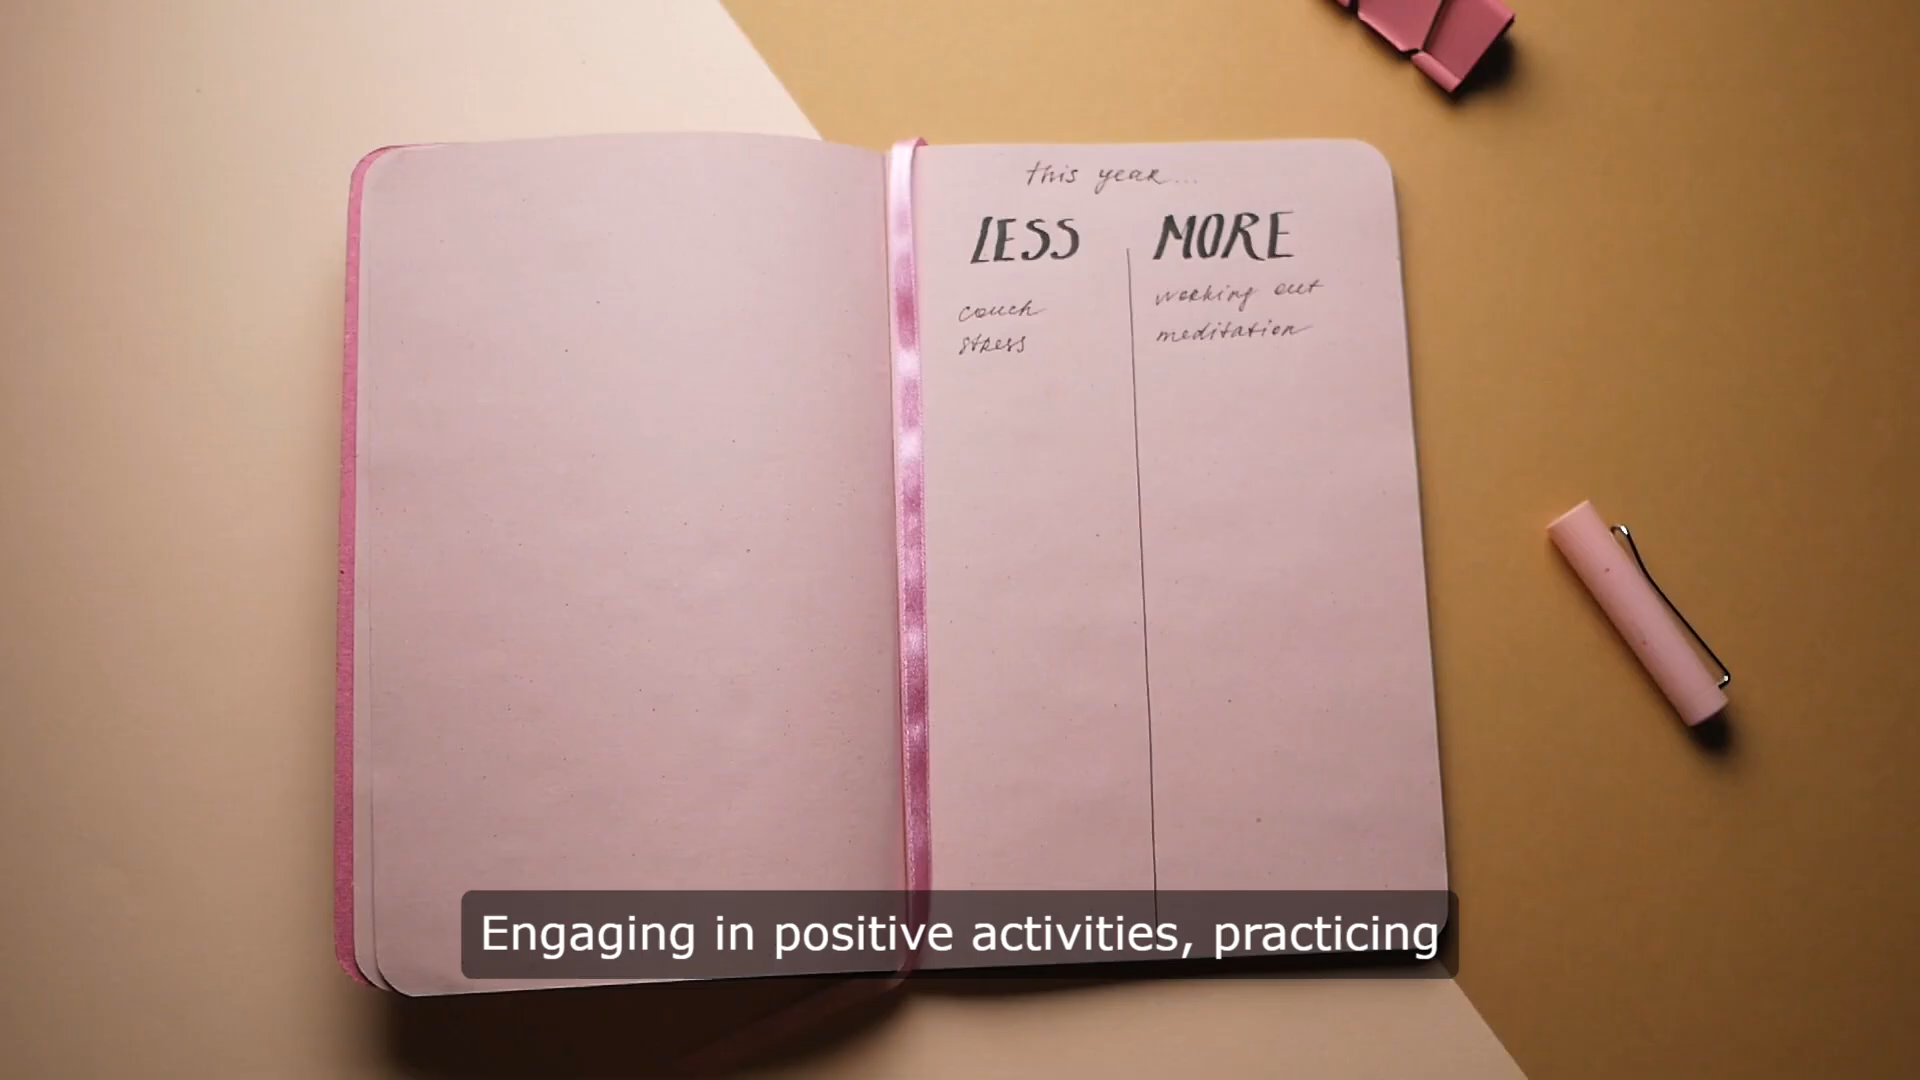 this year...
LESS
MORE
couch
stress
working out
meditation
Engaging in positive activities, practicing